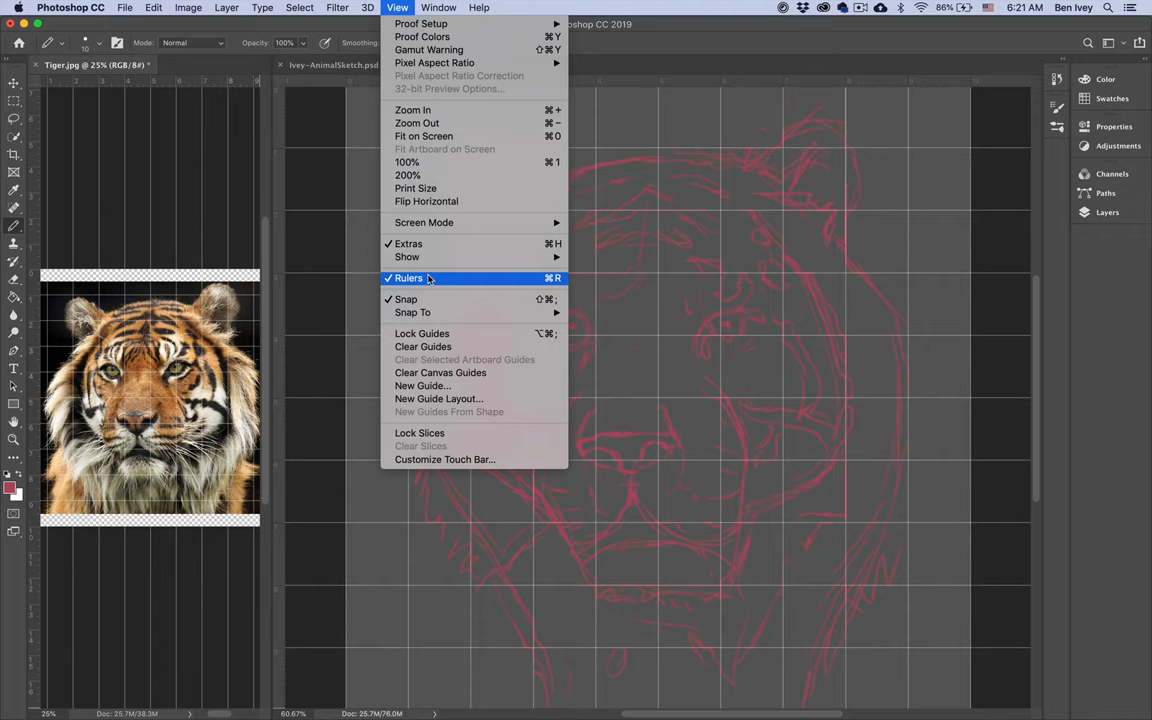 Photoshop CC File Edit Image Layer Type Select Filter 3D View Window Help 86% Fri 6:21 AM Ben Ivey
shop CC 2019
10 Mode: Normal Opacity: 100% Smoothing:
Tiger.jpg @ 25% (RGB/8#) *
Ivey-AnimalSketch.psd
Proof Setup
Proof Colors ⌘Y
Gamut Warning ⇧⌘Y
Pixel Aspect Ratio
Pixel Aspect Ratio Correction
32-bit Preview Options...
Zoom In ⌘+
Zoom Out ⌘−
Fit on Screen ⌘0
Fit Artboard on Screen
100% ⌘1
200%
Print Size
Flip Horizontal
Screen Mode
Extras ⌘H
Show
Rulers ⌘R
Snap ⇧⌘;
Snap To
Lock Guides ⌥⌘;
Clear Guides
Clear Selected Artboard Guides
Clear Canvas Guides
New Guide...
New Guide Layout...
New Guides From Shape
Lock Slices
Clear Slices
Customize Touch Bar...
Color
Swatches
Properties
Adjustments
Channels
Paths
Layers
25% Doc: 25.7M/38.3M
60.67% Doc: 25.7M/76.0M